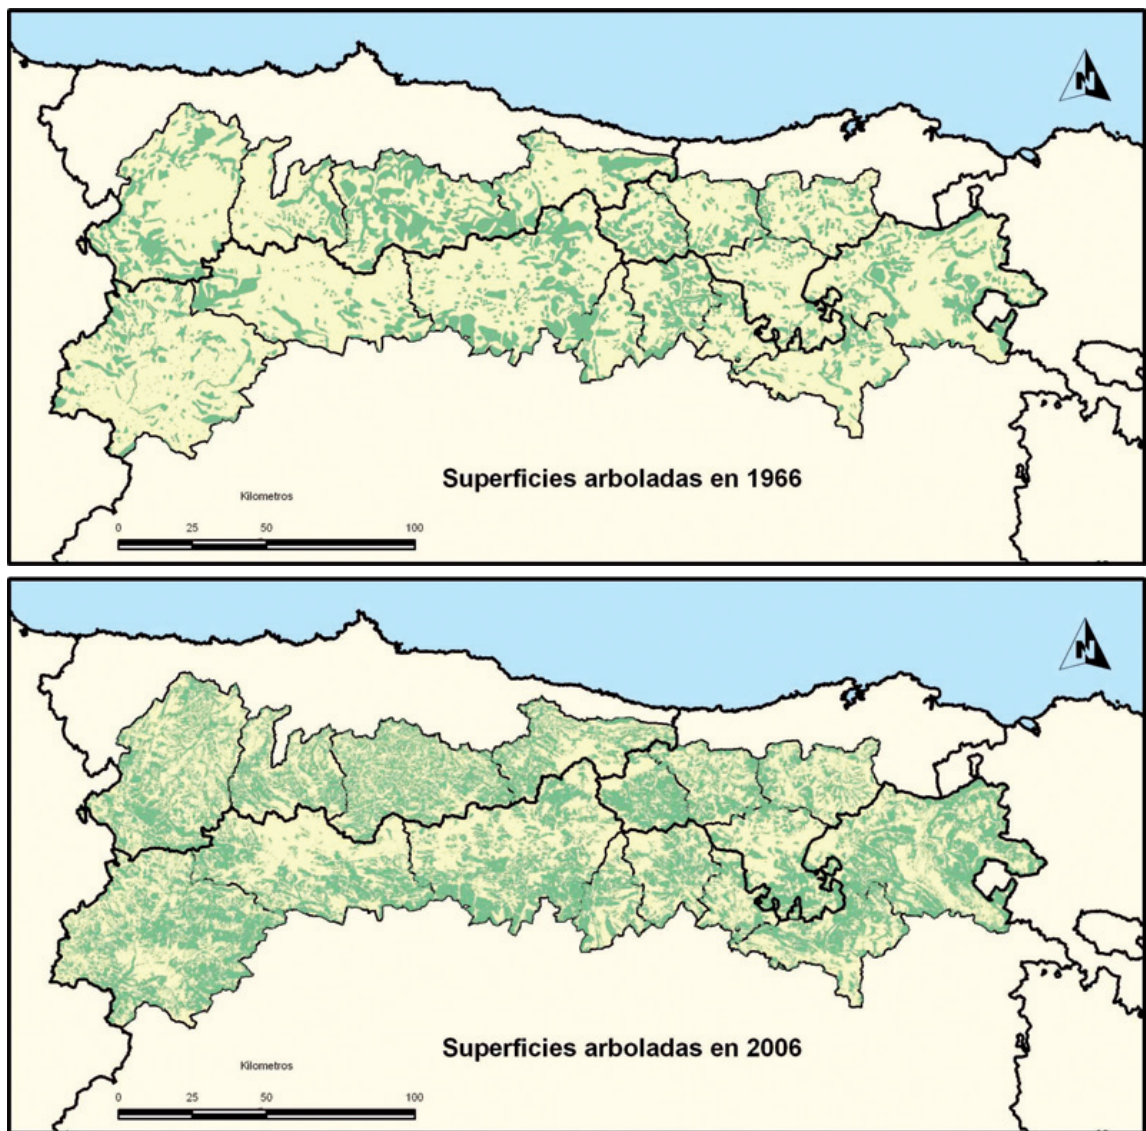 N
Superficies arboladas en 1966
Kilometros
0 25 50 100
N
Superficies arboladas en 2006
Kilometros
0 25 50 100